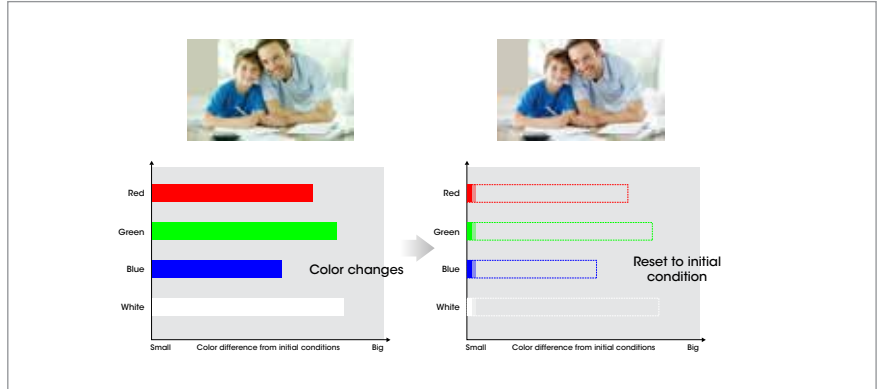 Red
Green
Blue
White
Color changes
Small Color difference from initial conditions Big
Red
Green
Blue
White
Reset to initial
condition
Small Color difference from initial conditions Big